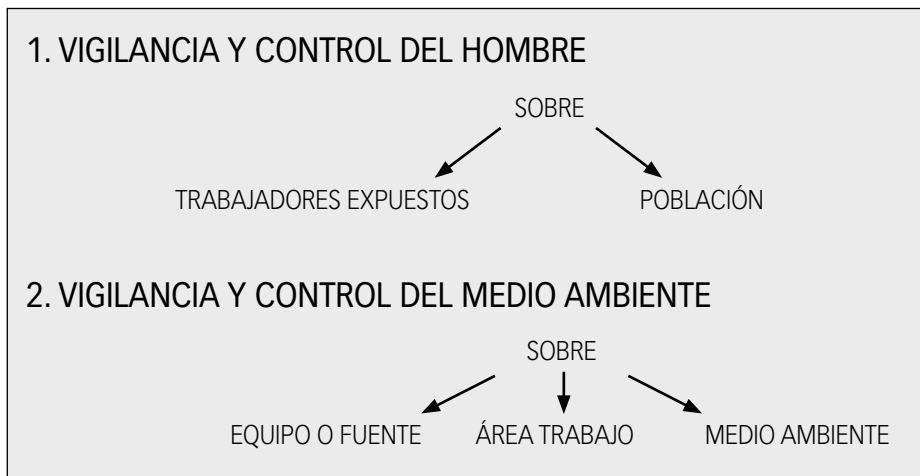 1. VIGILANCIA Y CONTROL DEL HOMBRE
SOBRE
TRABAJADORES EXPUESTOS POBLACIÓN
2. VIGILANCIA Y CONTROL DEL MEDIO AMBIENTE
SOBRE
EQUIPO O FUENTE ÁREA TRABAJO MEDIO AMBIENTE